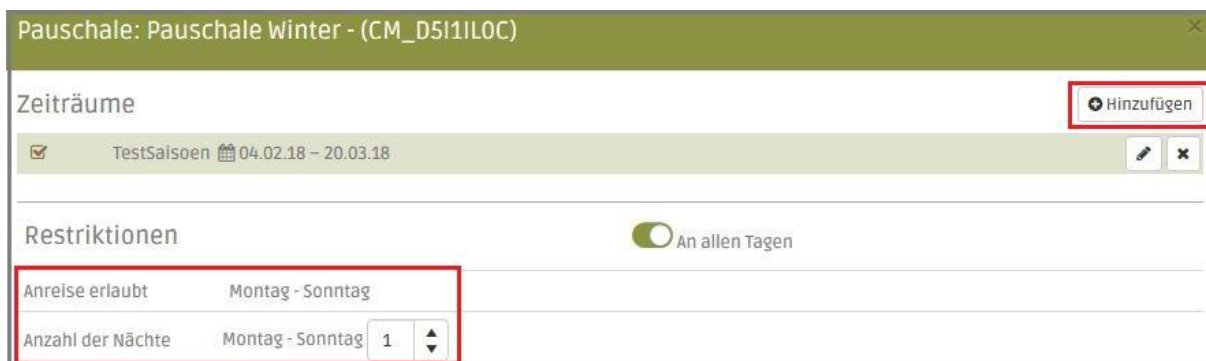 Pauschale: Pauschale Winter - (CM_D5I1IL0C)
Zeiträume Hinzufügen
TestSaisoen 04.02.18 – 20.03.18
Restriktionen An allen Tagen
Anreise erlaubt Montag - Sonntag
Anzahl der Nächte Montag - Sonntag 1